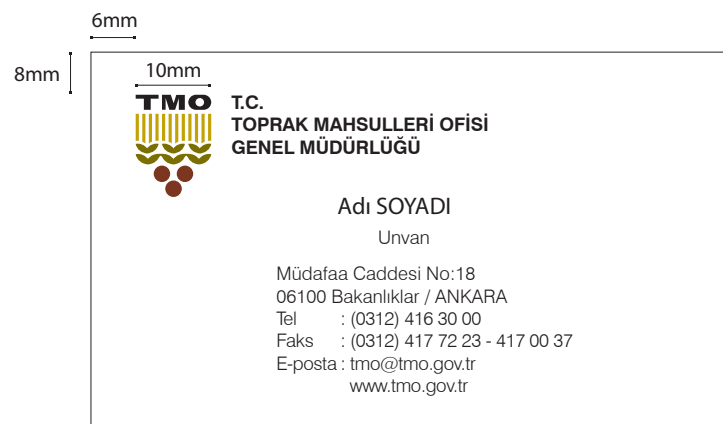 6mm
8mm
10mm
TMO
T.C.
TOPRAK MAHSULLERİ OFİSİ
GENEL MÜDÜRLÜĞÜ
Adı SOYADI
Unvan
Müdafaa Caddesi No:18
06100 Bakanlıklar / ANKARA
Tel : (0312) 416 30 00
Faks : (0312) 417 72 23 - 417 00 37
E-posta : tmo@tmo.gov.tr
www.tmo.gov.tr